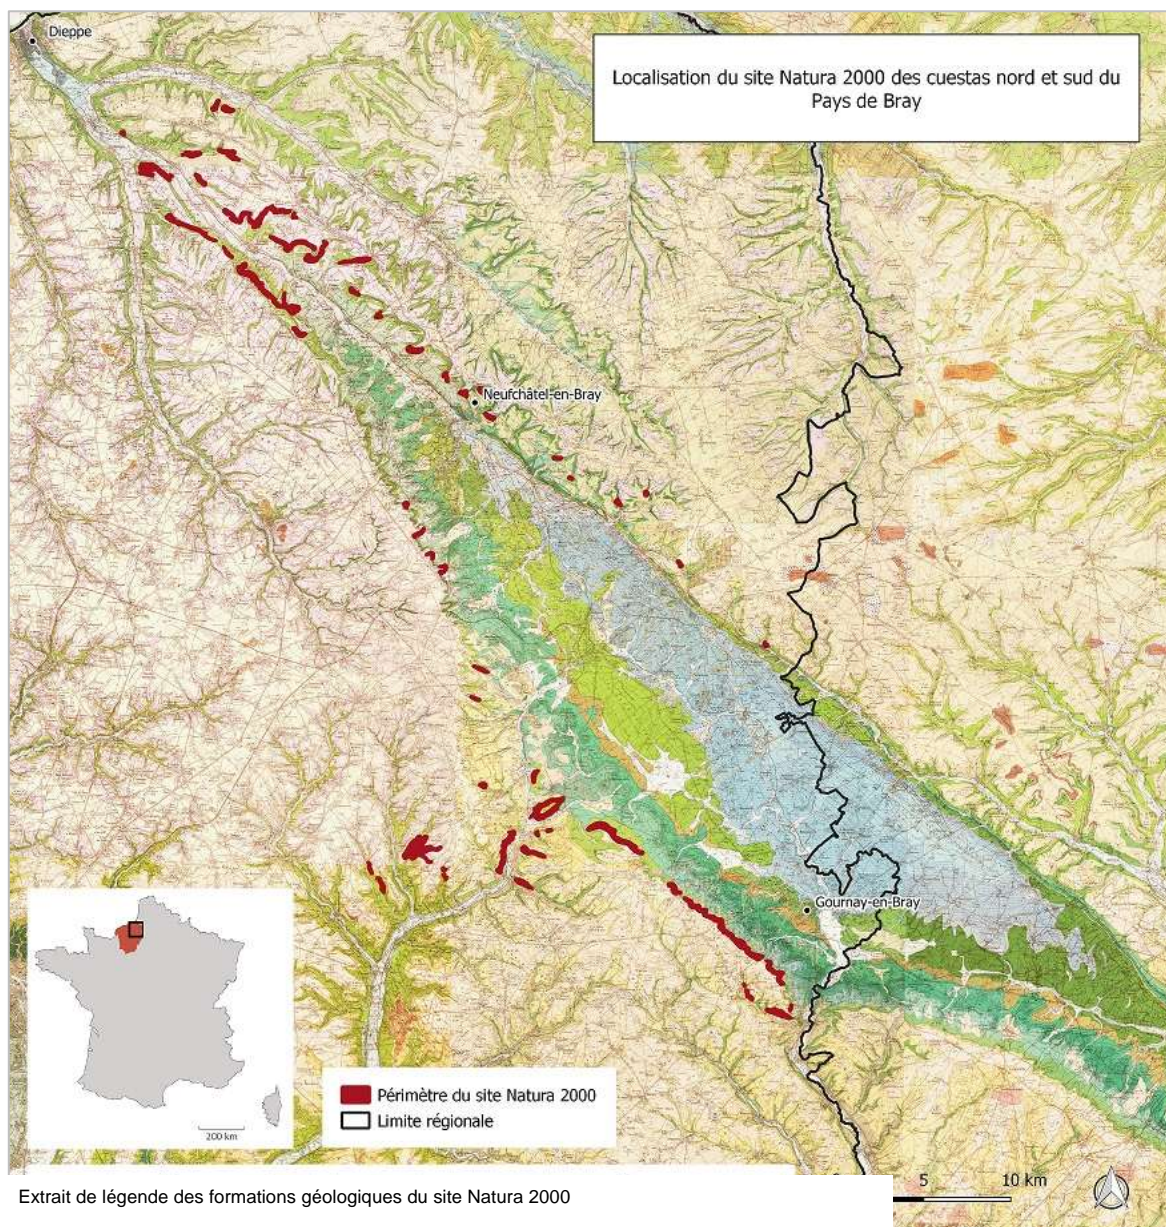 Dieppe
Localisation du site Natura 2000 des cuestas nord et sud du
Pays de Bray
Neufchâtel-en-Bray
Gournay-en-Bray
200 km
Périmètre du site Natura 2000
Limite régionale
5
10 km
Extrait de légende des formations géologiques du site Natura 2000